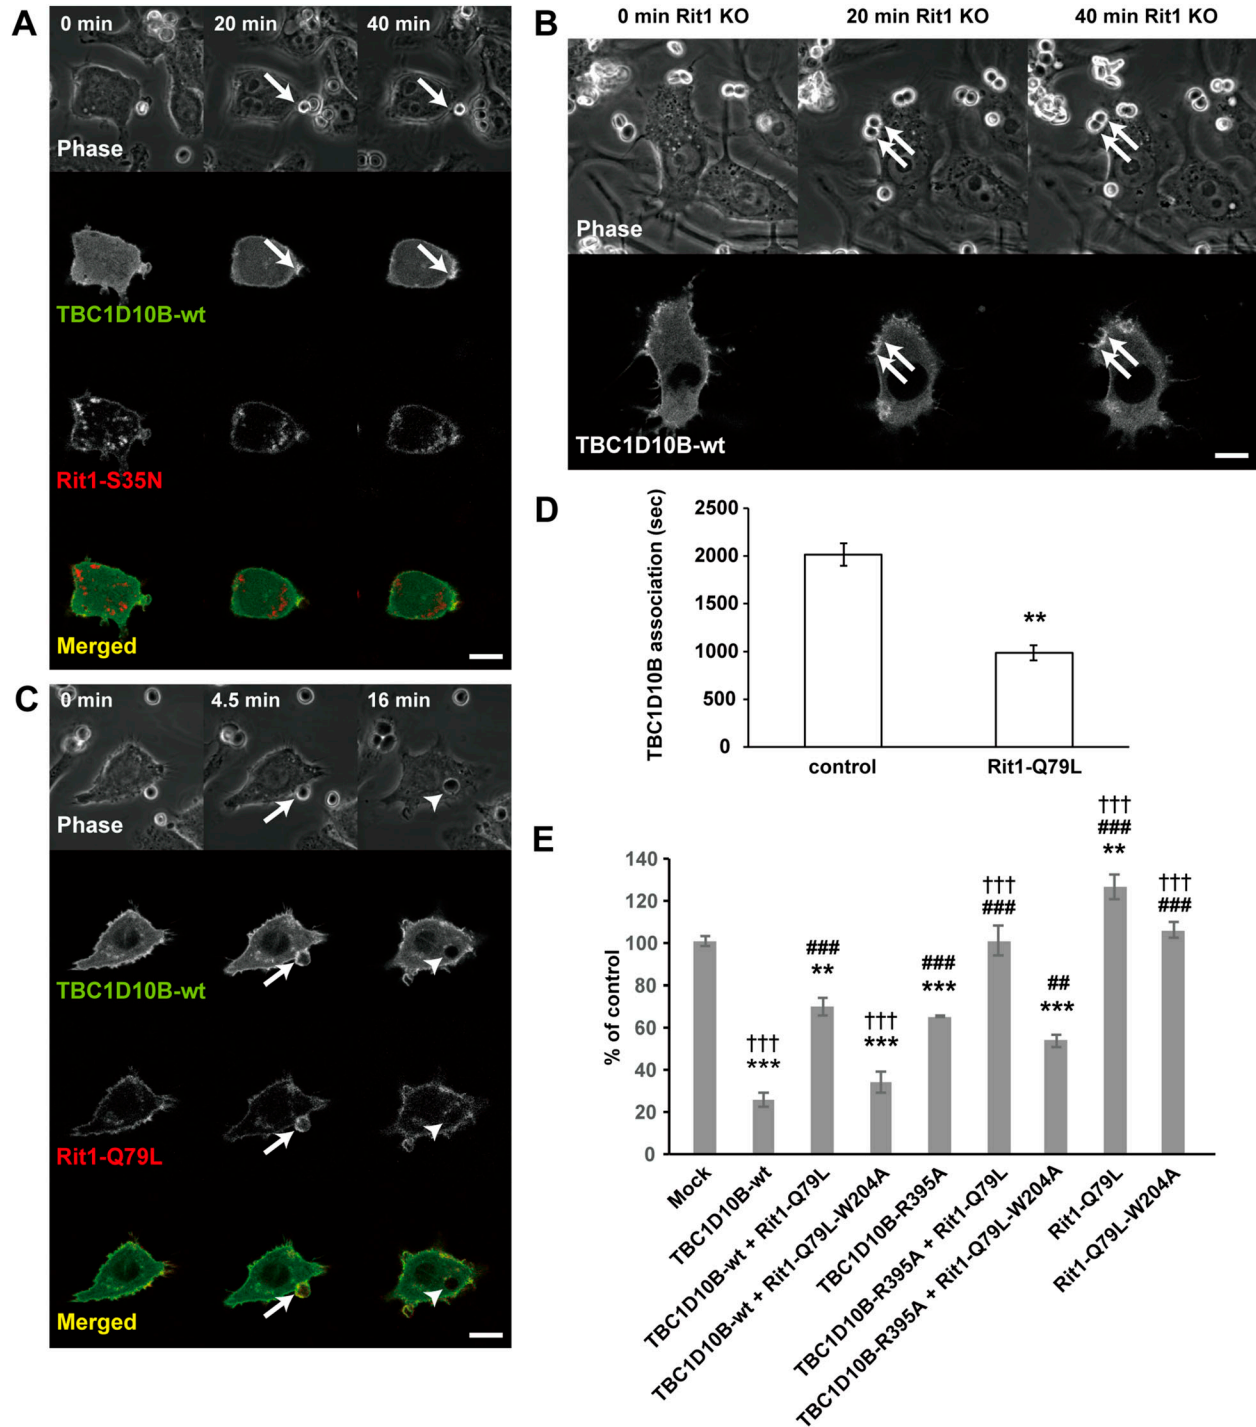 A
0 min 20 min 40 min
Phase
TBC1D10B-wt
Rit1-S35N
Merged
B
0 min Rit1 KO 20 min Rit1 KO 40 min Rit1 KO
Phase
TBC1D10B-wt
C
0 min 4.5 min 16 min
Phase
TBC1D10B-wt
Rit1-Q79L
Merged
D
TBC1D10B association (sec)
2500
2000
1500
1000
500
0
**
control Rit1-Q79L
E
% of control
140
120
100
80
60
40
20
0
†††
***
###
**
†††
***
###
***
†††
###
##
***
†††
###
**
†††
###
Mock
TBC1D10B-wt
TBC1D10B-wt + Rit1-Q79L
TBC1D10B-wt + Rit1-Q79L-W204A
TBC1D10B-R395A
TBC1D10B-R395A + Rit1-Q79L
TBC1D10B-R395A + Rit1-Q79L-W204A
Rit1-Q79L
Rit1-Q79L-W204A